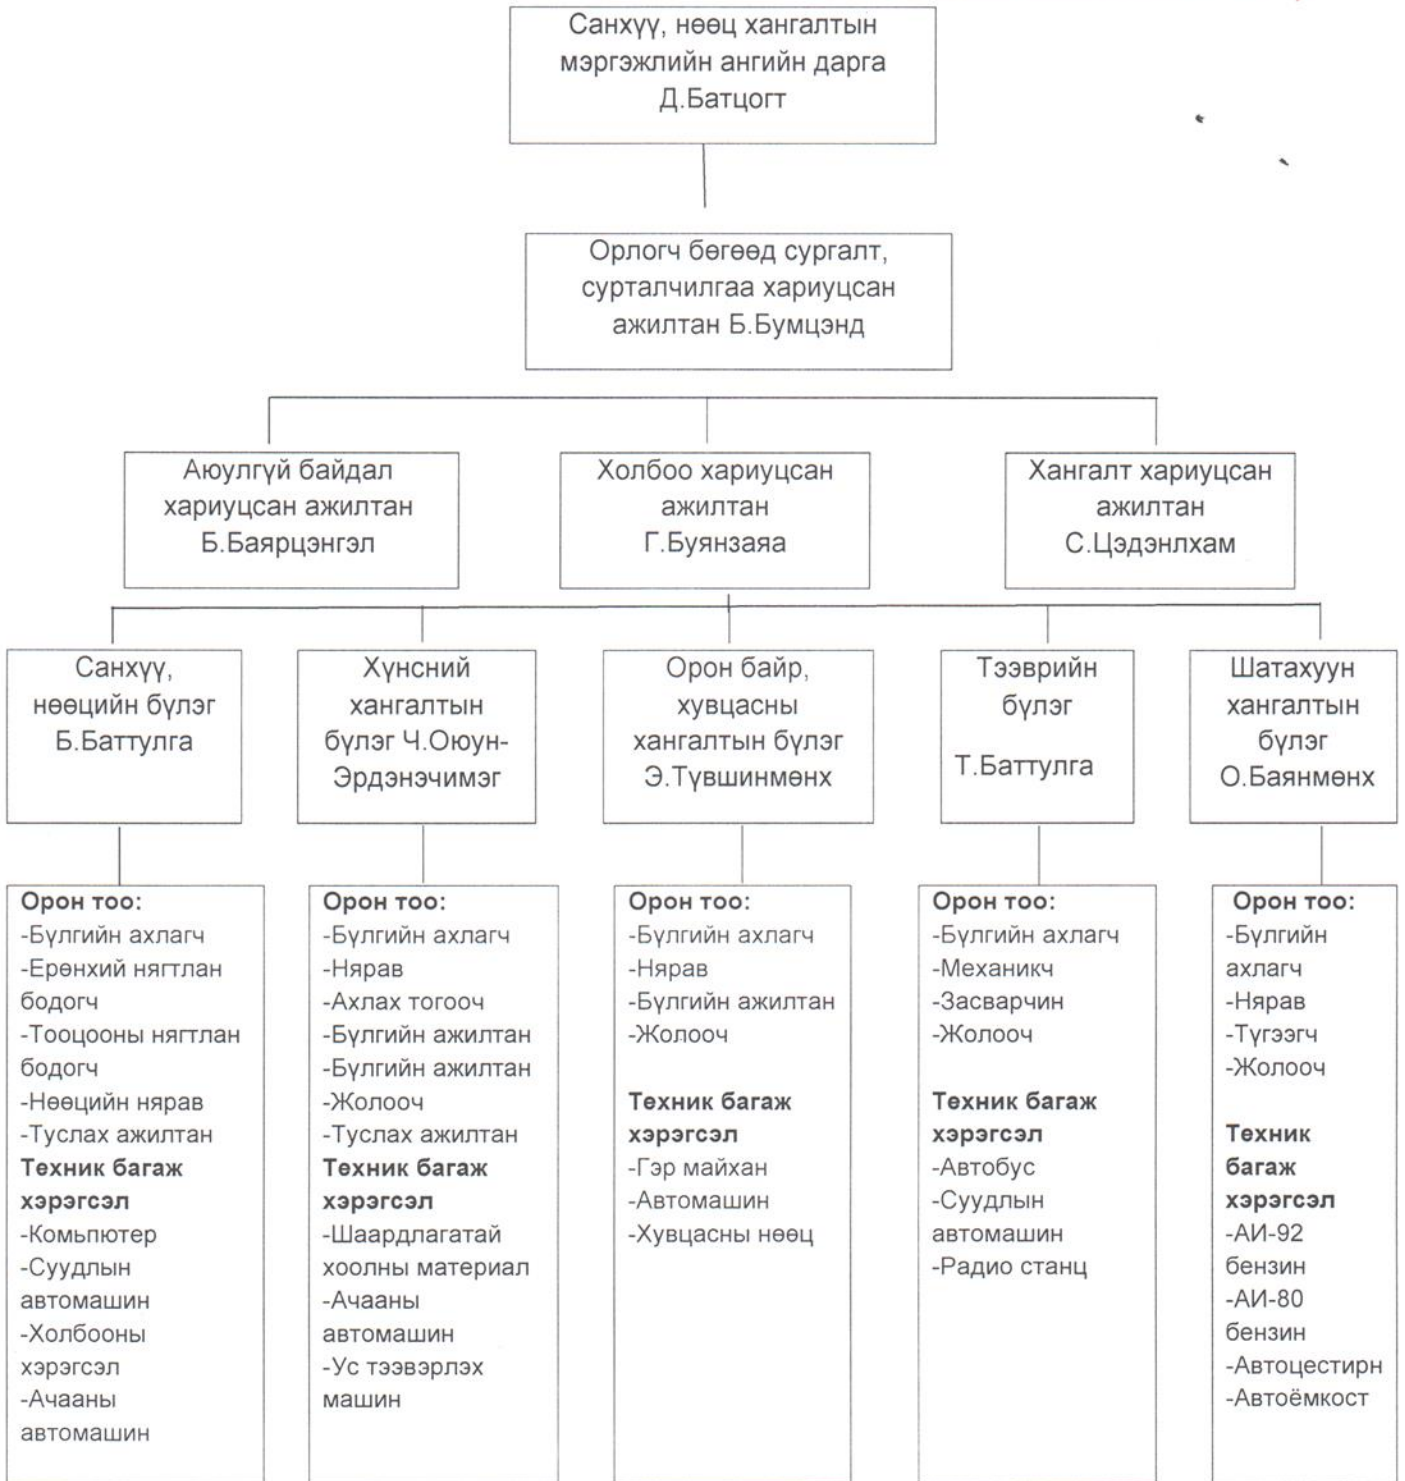 Санхүү, нөөц хангалтын
мэргэжлийн ангийн дарга
Д.Батцогт
Орлогч бөгөөд сургалт,
сурталчилгаа хариуцсан
ажилтан Б.Бумцэнд
Аюулгүй байдал
хариуцсан ажилтан
Б.Баярцэнгэл
Холбоо хариуцсан
ажилтан
Г.Буянзаяа
Хангалт хариуцсан
ажилтан
С.Цэдэнлхам
Санхүү,
нөөцийн бүлэг
Б.Баттулга
Хүнсний
хангалтын
бүлэг Ч.Оюун-
Эрдэнэчимэг
Орон байр,
хувцасны
хангалтын бүлэг
Э.Түвшинмөнх
Тээврийн
бүлэг
Т.Баттулга
Шатахуун
хангалтын
бүлэг
О.Баянмөнх
Орон тоо:
-Бүлгийн ахлагч
-Ерөнхий нягтлан
бодогч
-Тооцооны нягтлан
бодогч
-Нөөцийн нярав
-Туслах ажилтан
Техник багаж
хэрэгсэл
-Комьпютер
-Суудлын
автомашин
-Холбооны
хэрэгсэл
-Ачааны
автомашин
Орон тоо:
-Бүлгийн ахлагч
-Нярав
-Ахлах тогооч
-Бүлгийн ажилтан
-Бүлгийн ажилтан
-Жолооч
-Туслах ажилтан
Техник багаж
хэрэгсэл
-Шаардлагатай
хоолны материал
-Ачааны
автомашин
-Ус тээвэрлэх
машин
Орон тоо:
-Бүлгийн ахлагч
-Нярав
-Бүлгийн ажилтан
-Жолооч
Техник багаж
хэрэгсэл
-Гэр майхан
-Автомашин
-Хувцасны нөөц
Орон тоо:
-Бүлгийн ахлагч
-Механикч
-Засварчин
-Жолооч
Техник багаж
хэрэгсэл
-Автобус
-Суудлын
автомашин
-Радио станц
Орон тоо:
-Бүлгийн
ахлагч
-Нярав
-Түгээгч
-Жолооч
Техник
багаж
хэрэгсэл
-АИ-92
бензин
-АИ-80
бензин
-Автоцестирн
-Автоёмкост